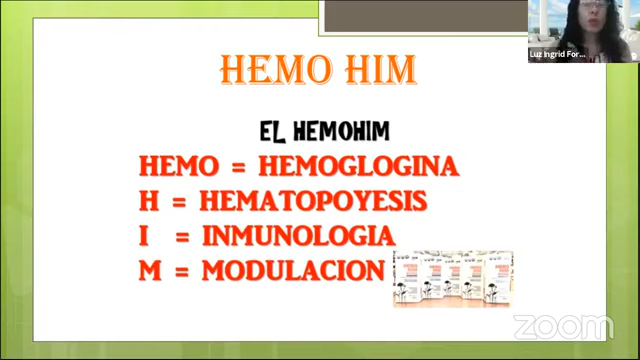 HEMO HIM
Luz Ingrid For...
EL HEMOHIM
HEMO = HEMOGLOGINA
H = HEMATOPOYESIS
I = INMUNOLOGIA
M = MODULACION
zoom